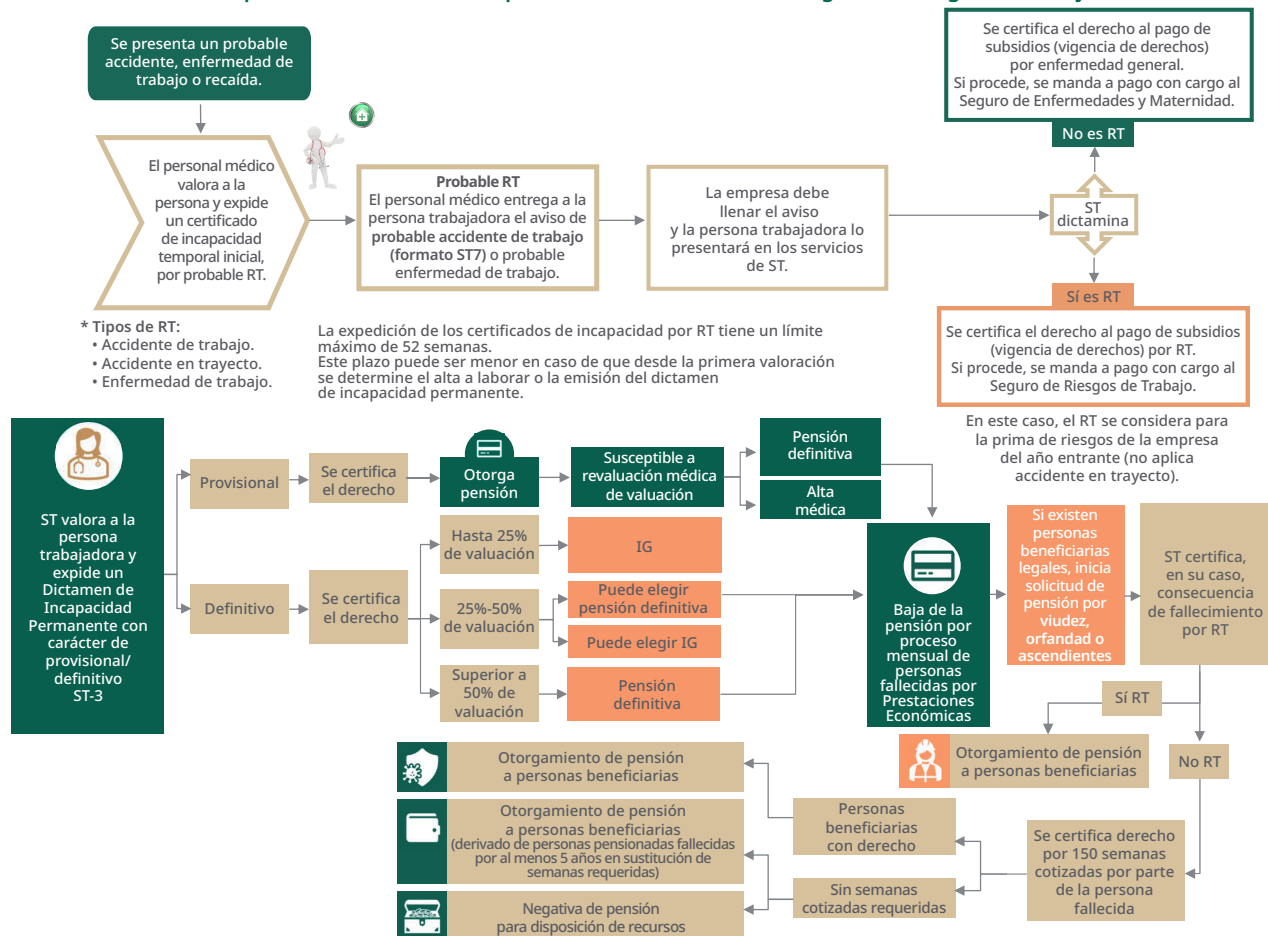 Se presenta un probable
accidente, enfermedad de
trabajo o recaída.
El personal médico
valora a la
persona y expide
un certificado
de incapacidad
temporal inicial,
por probable RT.
Probable RT
El personal médico entrega a la
persona trabajadora el aviso de
probable accidente de trabajo
(formato ST7) o probable
enfermedad de trabajo.
La empresa debe
llenar el aviso
y la persona trabajadora lo
presentará en los servicios
de ST.
ST
dictamina
No es RT
Se certifica el derecho al pago de
subsidios (vigencia de derechos)
por enfermedad general.
Si procede, se manda a pago con cargo al
Seguro de Enfermedades y Maternidad.
Sí es RT
Se certifica el derecho al pago de subsidios
(vigencia de derechos) por RT.
Si procede, se manda a pago con cargo al
Seguro de Riesgos de Trabajo.
En este caso, el RT se considera para
la prima de riesgos de la empresa
del año entrante (no aplica
accidente en trayecto).
* Tipos de RT:
• Accidente de trabajo.
• Accidente en trayecto.
• Enfermedad de trabajo.
La expedición de los certificados de incapacidad por RT tiene un límite
máximo de 52 semanas.
Este plazo puede ser menor en caso de que desde la primera valoración
se determine el alta a laborar o la emisión del dictamen
de incapacidad permanente.
ST valora a la
persona
trabajadora y
expide un
Dictamen de
Incapacidad
Permanente con
carácter de
provisional/
definitivo
ST-3
Provisional
Se certifica
el derecho
Otorga
pensión
Susceptible a
revaluación médica
de valuación
Pensión
definitiva
Alta
médica
Definitivo
Se certifica
el derecho
Hasta 25%
de valuación
IG
25%-50%
de valuación
Puede elegir
pensión definitiva
Puede elegir IG
Superior a
50% de
valuación
Pensión
definitiva
Baja de la
pensión por
proceso
mensual de
personas
fallecidas por
Prestaciones
Económicas
Si existen
personas
beneficiarias
legales, inicia
solicitud de
pensión por
viudez,
orfandad o
ascendientes
ST certifica,
en su caso,
consecuencia
de fallecimiento
por RT
Sí RT
Otorgamiento de pensión
a personas beneficiarias
No RT
Se certifica derecho
por 150 semanas
cotizadas por parte
de la persona
fallecida
Personas
beneficiarias
con derecho
Sin semanas
cotizadas requeridas
Otorgamiento de pensión
a personas beneficiarias
Otorgamiento de pensión
a personas beneficiarias
(derivado de personas pensionadas fallecidas
por al menos 5 años en sustitución de
semanas requeridas)
Negativa de pensión
para disposición de recursos